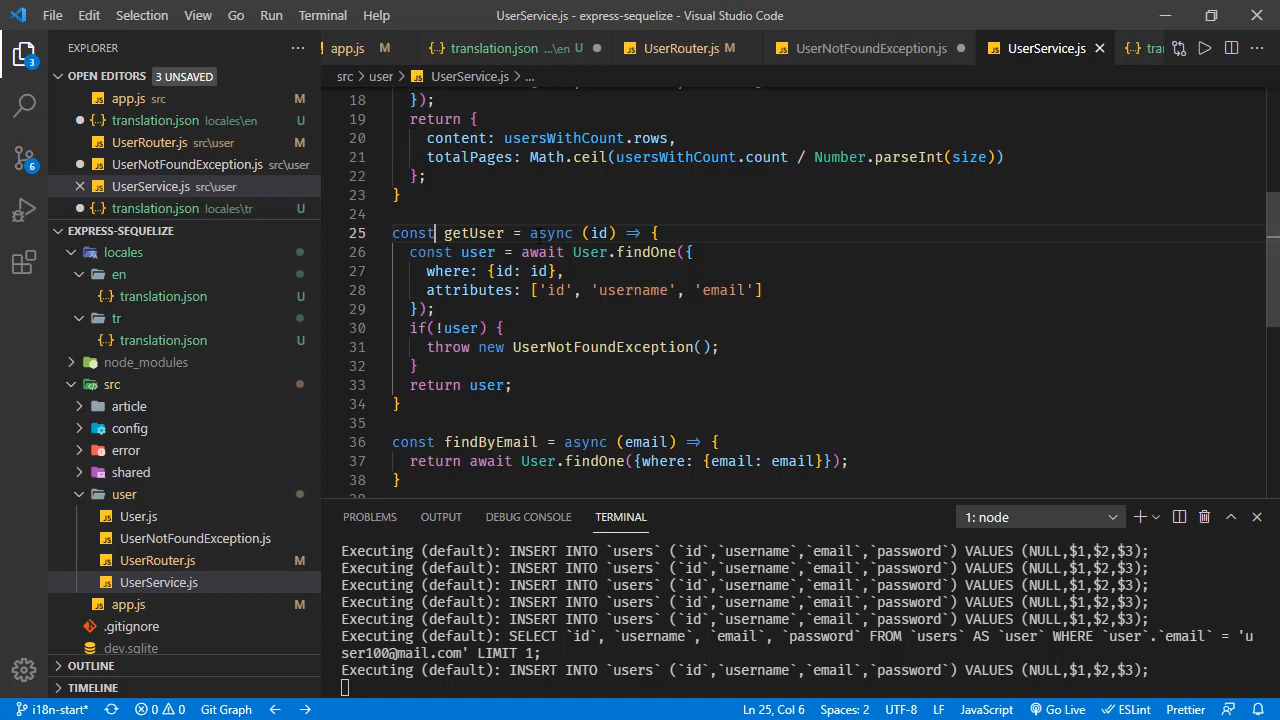 File Edit Selection View Go Run Terminal Help UserService.js - express-sequelize - Visual Studio Code
EXPLORER
OPEN EDITORS 3 UNSAVED
app.js src M
translation.json locales\en U
UserRouter.js src\user M
UserNotFoundException.js src\user
UserService.js src\user
translation.json locales\tr U
EXPRESS-SEQUELIZE
locales
en
translation.json U
tr
translation.json U
node_modules
src
article
config
error
shared
user
User.js
UserNotFoundException.js
UserRouter.js M
UserService.js
app.js M
.gitignore
dev.sqlite
OUTLINE
TIMELINE
3
6
app.js M translation.json ...\en U UserRouter.js M UserNotFoundException.js UserService.js
src user UserService.js ...
18 });
19 return {
20 content: usersWithCount.rows,
21 totalPages: Math.ceil(usersWithCount.count / Number.parseInt(size))
22 };
23 }
24
25 const getUser = async (id) => {
26 const user = await User.findOne({
27 where: {id: id},
28 attributes: ['id', 'username', 'email']
29 });
30 if(!user) {
31 throw new UserNotFoundException();
32 }
33 return user;
34 }
35
36 const findByEmail = async (email) => {
37 return await User.findOne({where: {email: email}});
38 }
PROBLEMS OUTPUT DEBUG CONSOLE TERMINAL 1: node
Executing (default): INSERT INTO `users` (`id`,`username`,`email`,`password`) VALUES (NULL,$1,$2,$3);
Executing (default): INSERT INTO `users` (`id`,`username`,`email`,`password`) VALUES (NULL,$1,$2,$3);
Executing (default): INSERT INTO `users` (`id`,`username`,`email`,`password`) VALUES (NULL,$1,$2,$3);
Executing (default): INSERT INTO `users` (`id`,`username`,`email`,`password`) VALUES (NULL,$1,$2,$3);
Executing (default): INSERT INTO `users` (`id`,`username`,`email`,`password`) VALUES (NULL,$1,$2,$3);
Executing (default): SELECT `id`, `username`, `email`, `password` FROM `users` AS `user` WHERE `user`.`email` = 'u
ser100@mail.com' LIMIT 1;
Executing (default): INSERT INTO `users` (`id`,`username`,`email`,`password`) VALUES (NULL,$1,$2,$3);
i18n-start* 0 0 Git Graph Ln 25, Col 6 Spaces: 2 UTF-8 LF JavaScript Go Live ESLint Prettier